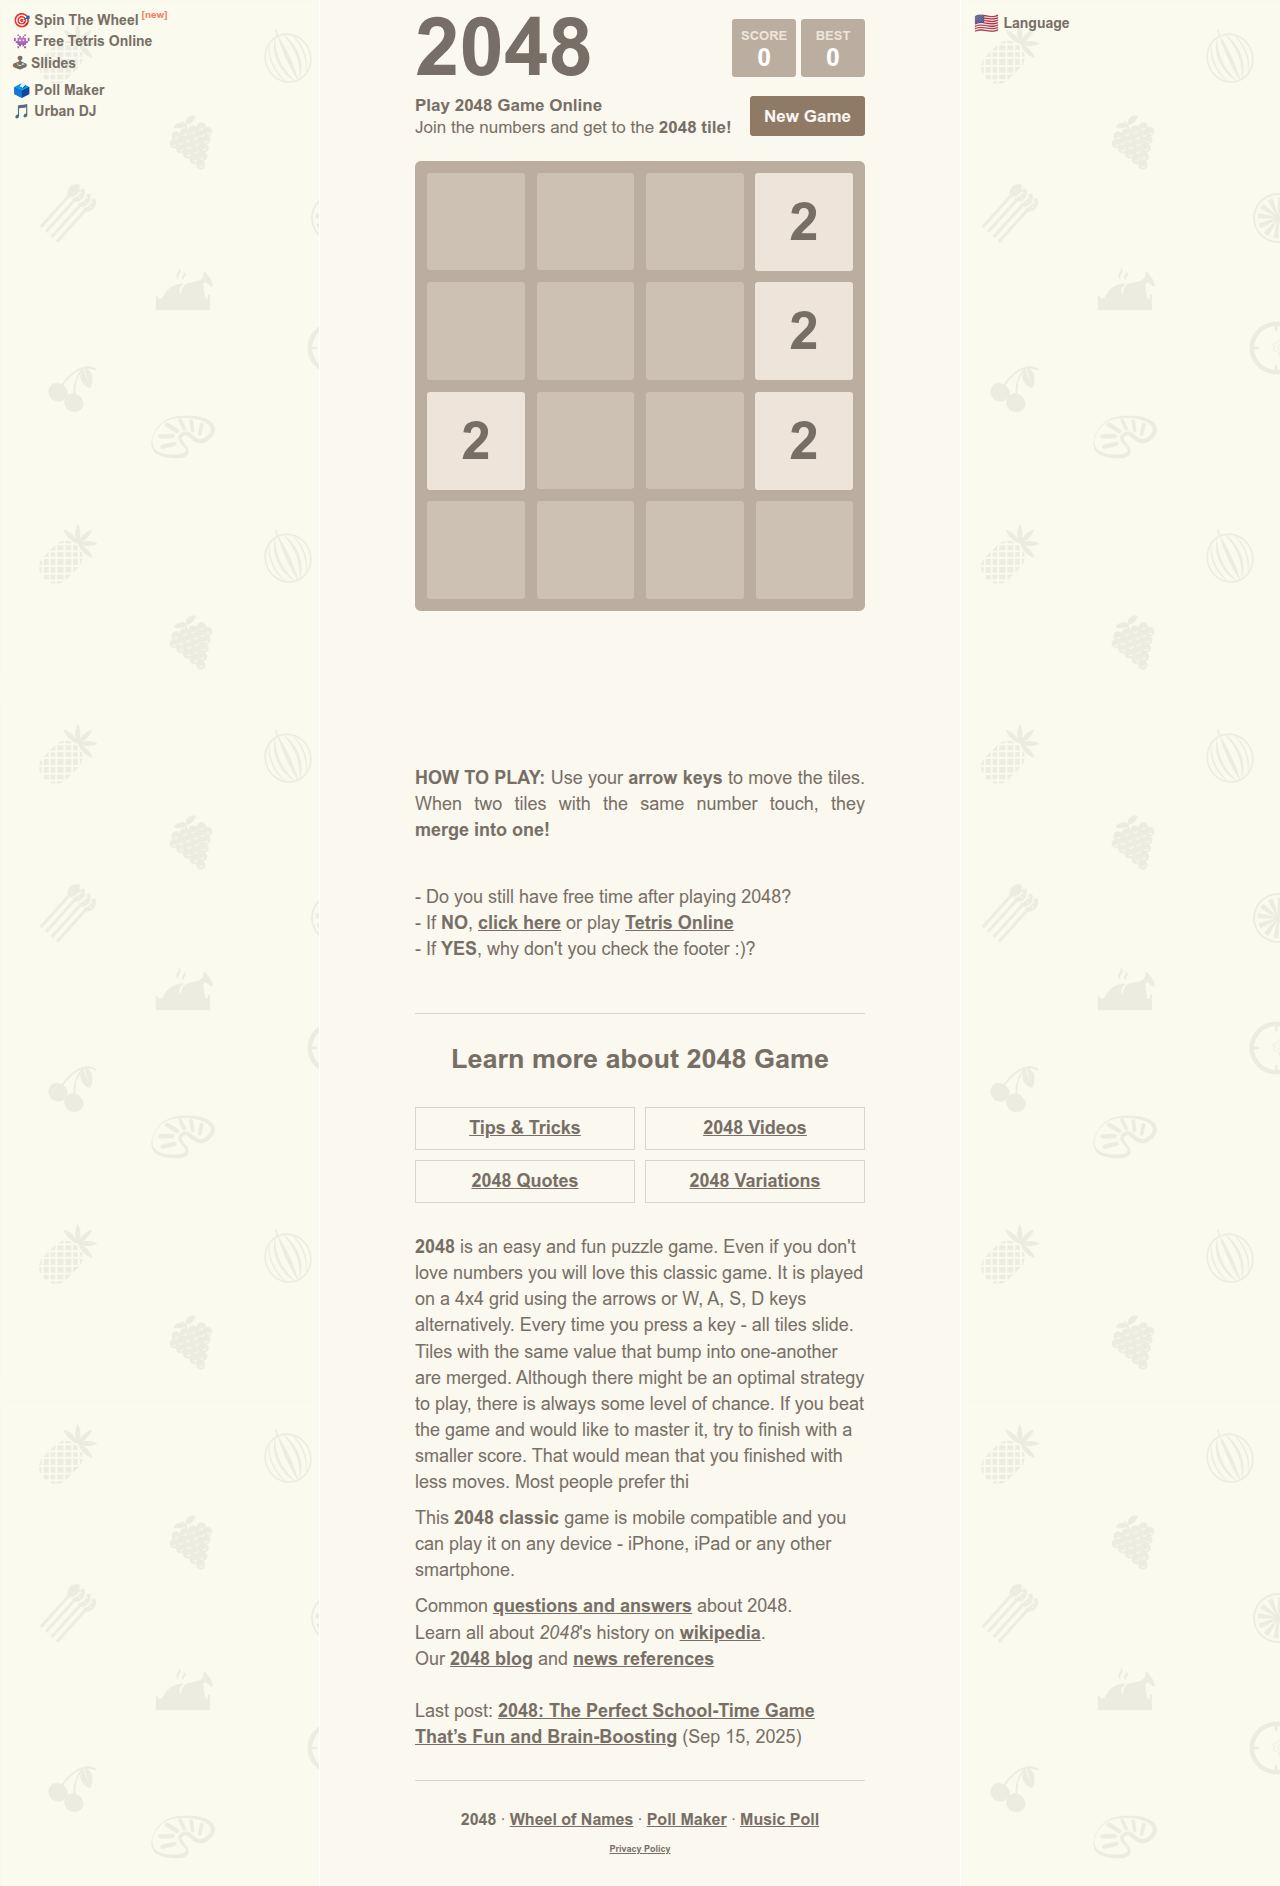 🎯 Spin The Wheel [new]
👾 Free Tetris Online
🕹 Sllides
🗳 Poll Maker
🎵 Urban DJ
🇺🇸 Language
2048
SCORE
0
BEST
0
Play 2048 Game Online
Join the numbers and get to the 2048 tile!
New Game
2
2
2 2
HOW TO PLAY: Use your arrow keys to move the tiles.
When two tiles with the same number touch, they
merge into one!
- Do you still have free time after playing 2048?
- If NO, click here or play Tetris Online
- If YES, why don't you check the footer :)?
Learn more about 2048 Game
Tips & Tricks
2048 Videos
2048 Quotes
2048 Variations
2048 is an easy and fun puzzle game. Even if you don't
love numbers you will love this classic game. It is played
on a 4x4 grid using the arrows or W, A, S, D keys
alternatively. Every time you press a key - all tiles slide.
Tiles with the same value that bump into one-another
are merged. Although there might be an optimal strategy
to play, there is always some level of chance. If you beat
the game and would like to master it, try to finish with a
smaller score. That would mean that you finished with
less moves. Most people prefer thi
This 2048 classic game is mobile compatible and you
can play it on any device - iPhone, iPad or any other
smartphone.
Common questions and answers about 2048.
Learn all about 2048's history on wikipedia.
Our 2048 blog and news references
Last post: 2048: The Perfect School-Time Game
That’s Fun and Brain-Boosting (Sep 15, 2025)
2048 · Wheel of Names · Poll Maker · Music Poll
Privacy Policy